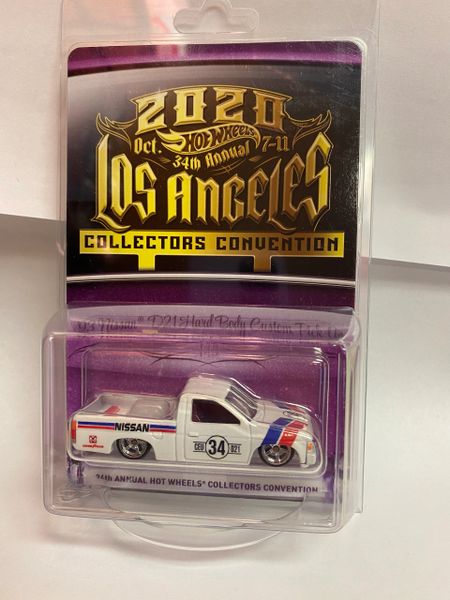 2020
Oct. HOT WHEELS 7-11
34th Annual
LOS ANGELES
COLLECTORS CONVENTION
'93 Nissan® D21 Hard Body Custom Pick U
NISSAN
34
34th ANNUAL HOT WHEELS® COLLECTORS CONVENTION